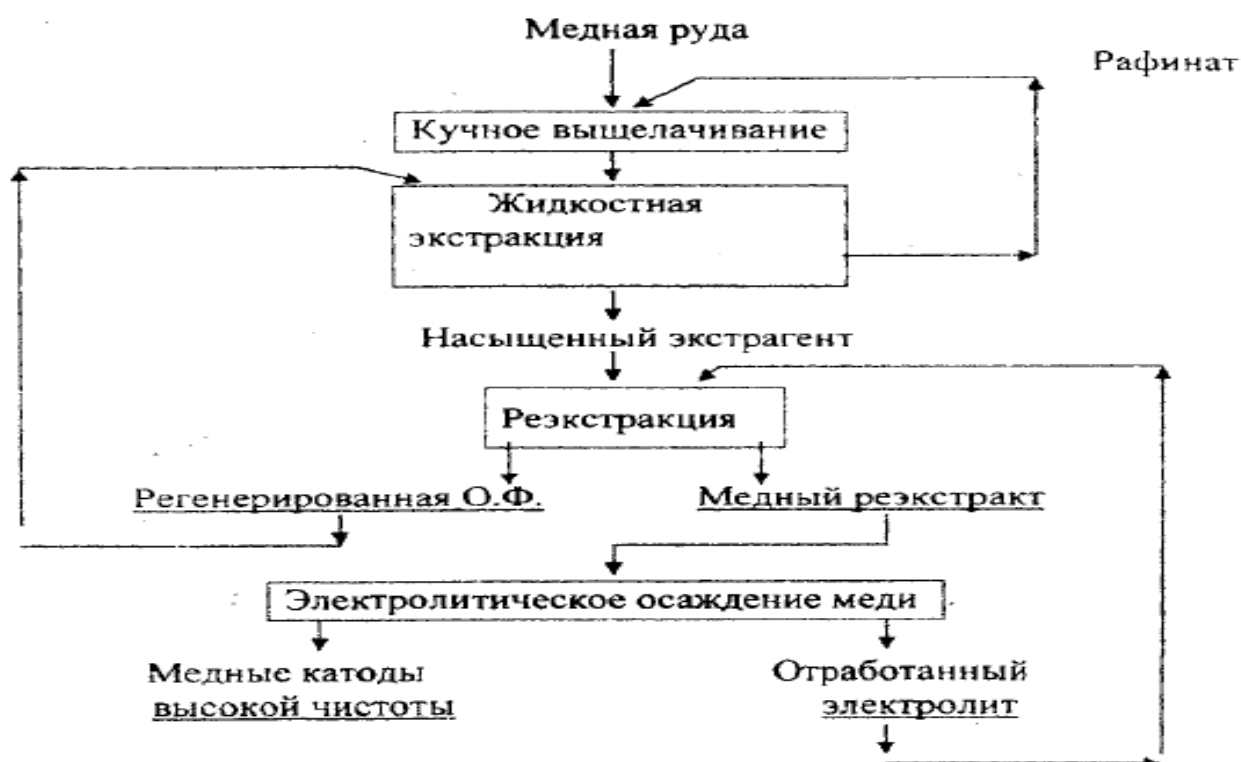 Медная руда
Рафинат
Кучное выщелачивание
Жидкостная
экстракция
Насыщенный экстрагент
Реэкстракция
Регенерированная О.Ф.
Медный реэкстракт
Электролитическое осаждение меди
Медные катоды
высокой чистоты
Отработанный
электролит